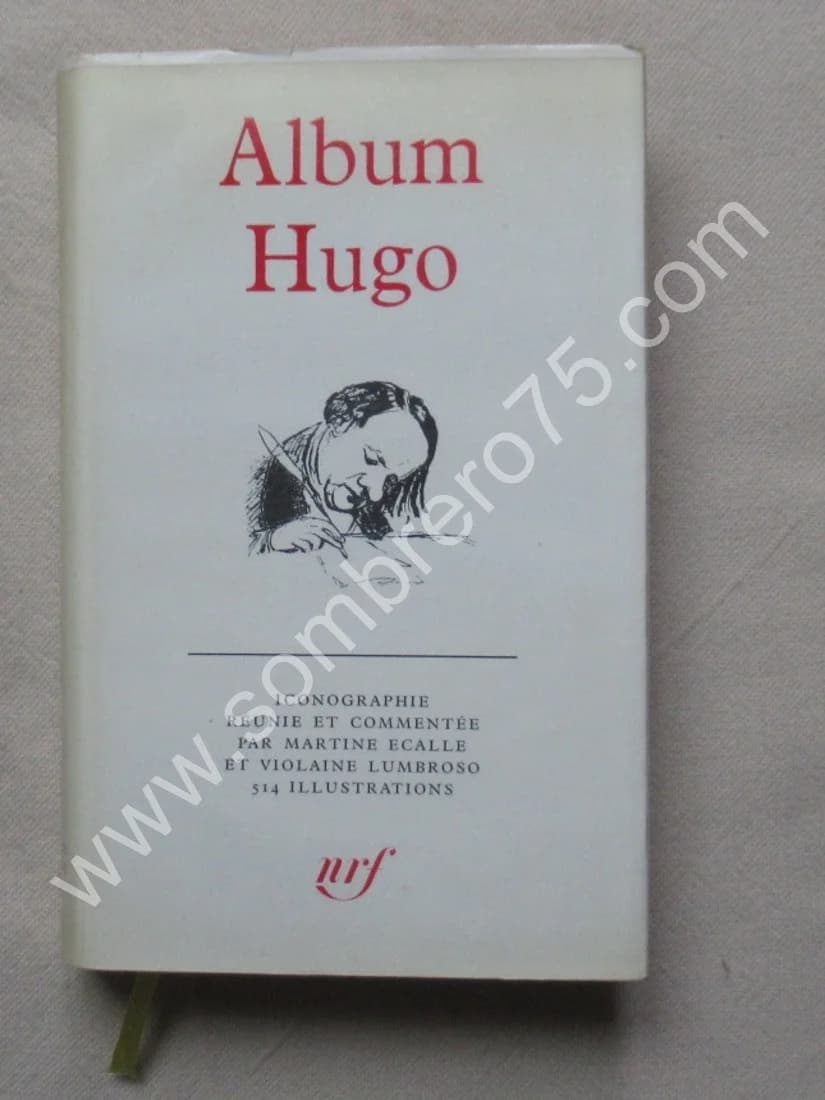 Album
Hugo
ICONOGRAPHIE
RÉUNIE ET COMMENTÉE
PAR MARTINE ECALLE
ET VIOLAINE LUMBROSO
514 ILLUSTRATIONS
nrf
www.sombrero75.com